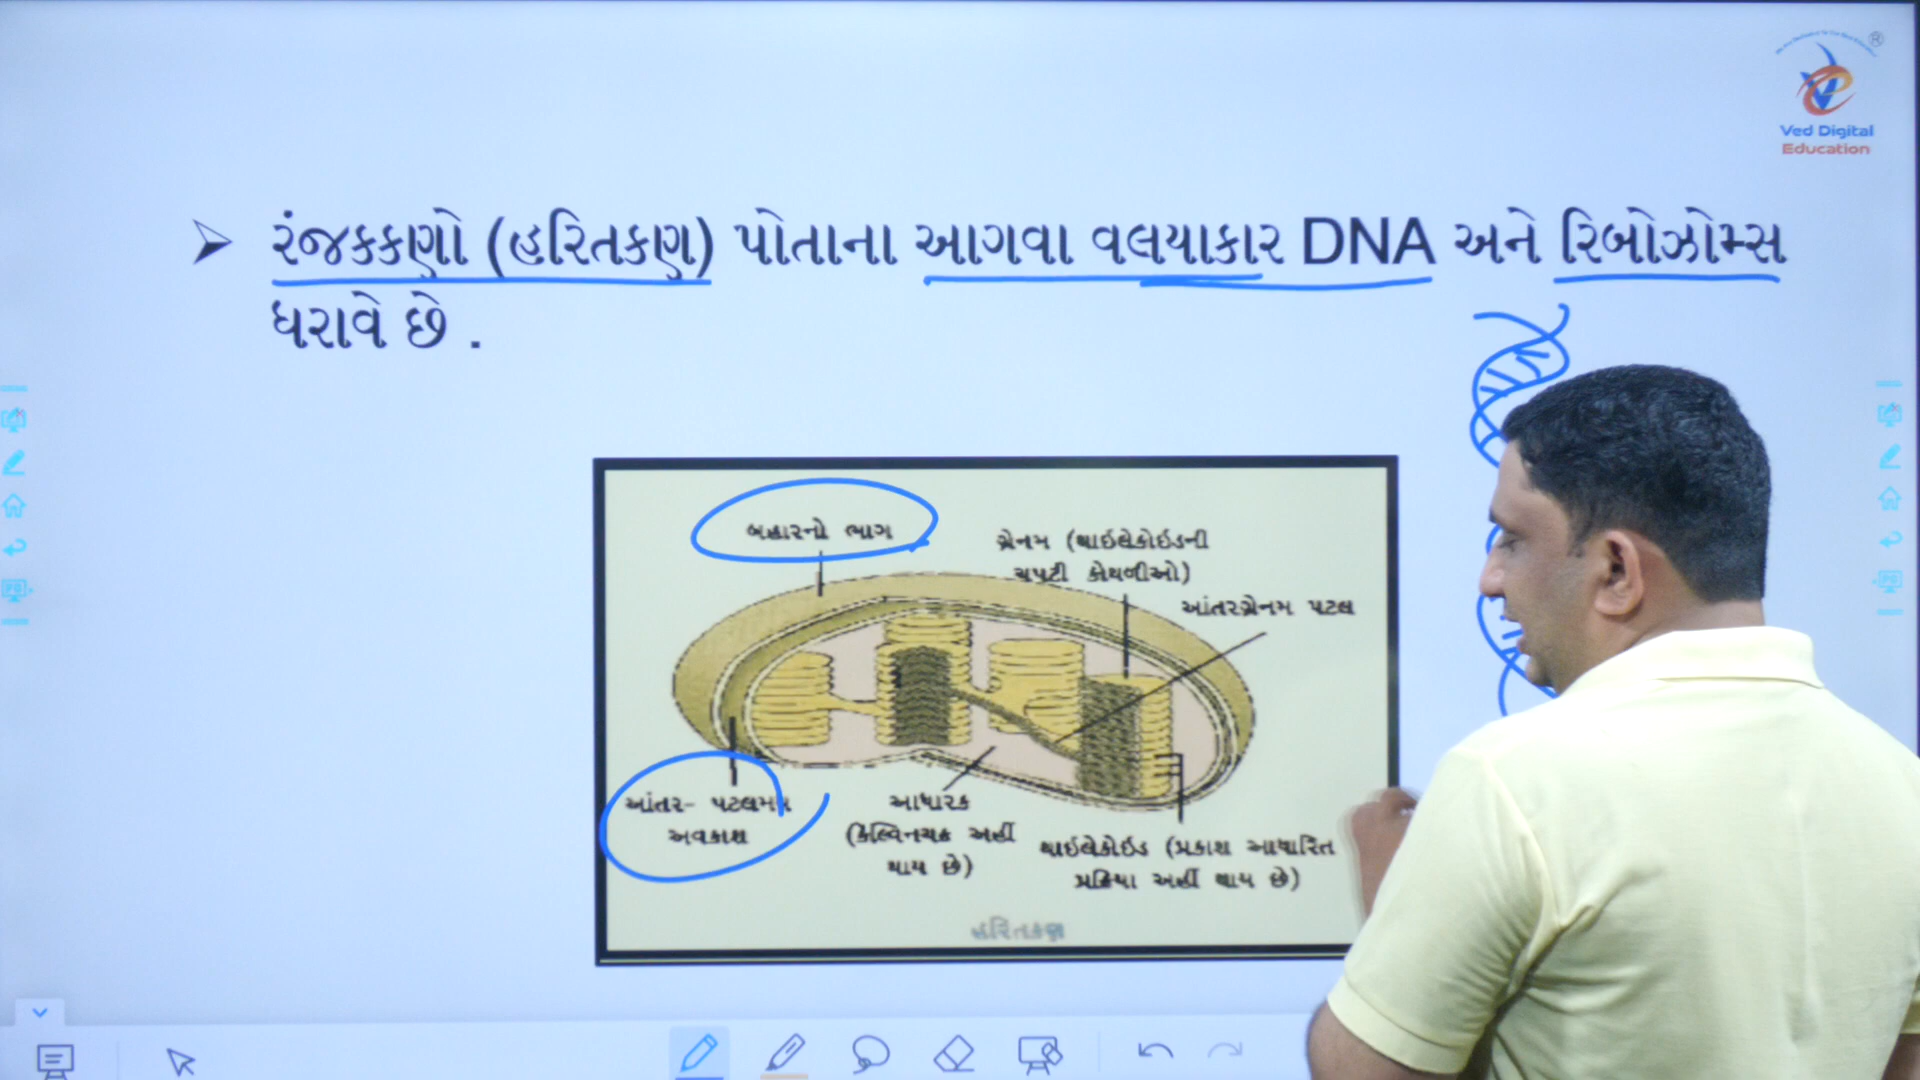 Ved Digital
Education
➢ રંજકકણો (હરિતકણ) પોતાના આગવા વલયાકાર DNA અને રિબોઝોમ્સ
ધરાવે છે .
બહારનો ભાગ
ગ્રેનમ (થાઈલેકોઈડની
ચપટી કોથળીઓ)
આંતરગ્રેનમ પટલ
આંતર- પટલમય
અવકાશ
આધારક
(કેલ્વિનચક્ર અહીં
થાય છે)
થાઈલેકોઈડ (પ્રકાશ આધારિત
પ્રક્રિયા અહીં થાય છે)
હરિતકણ